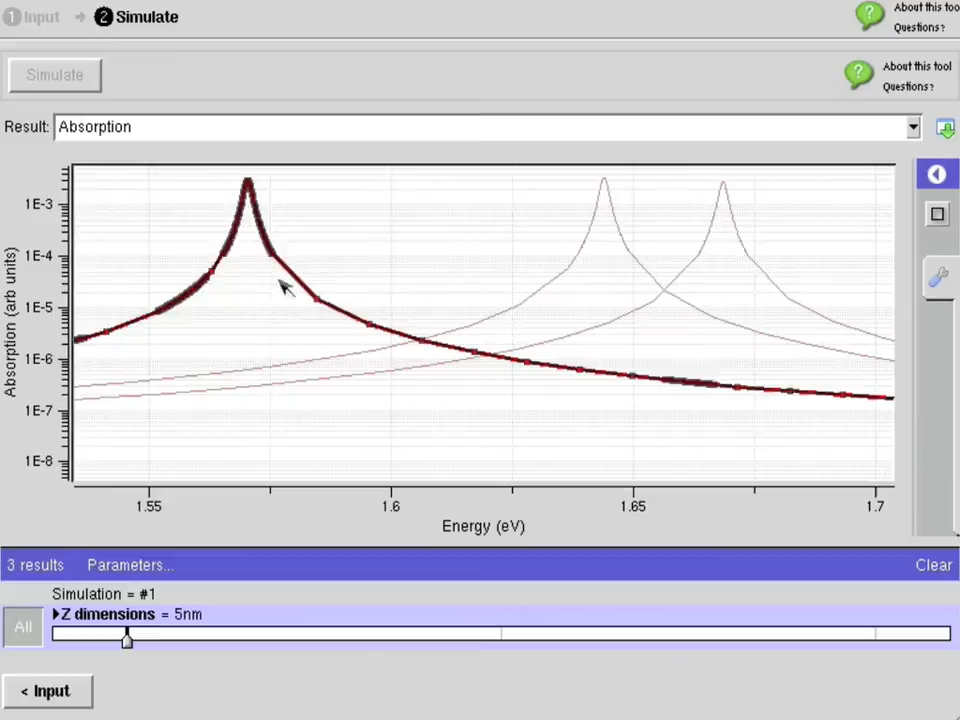 1 Input → 2 Simulate
About this too
Questions?
Simulate
About this tool
Questions?
Result: Absorption
Absorption (arb units)
1E-3
1E-4
1E-5
1E-6
1E-7
1E-8
1.55 1.6 1.65 1.7
Energy (eV)
3 results Parameters... Clear
Simulation = #1
All
Z dimensions = 5nm
< Input